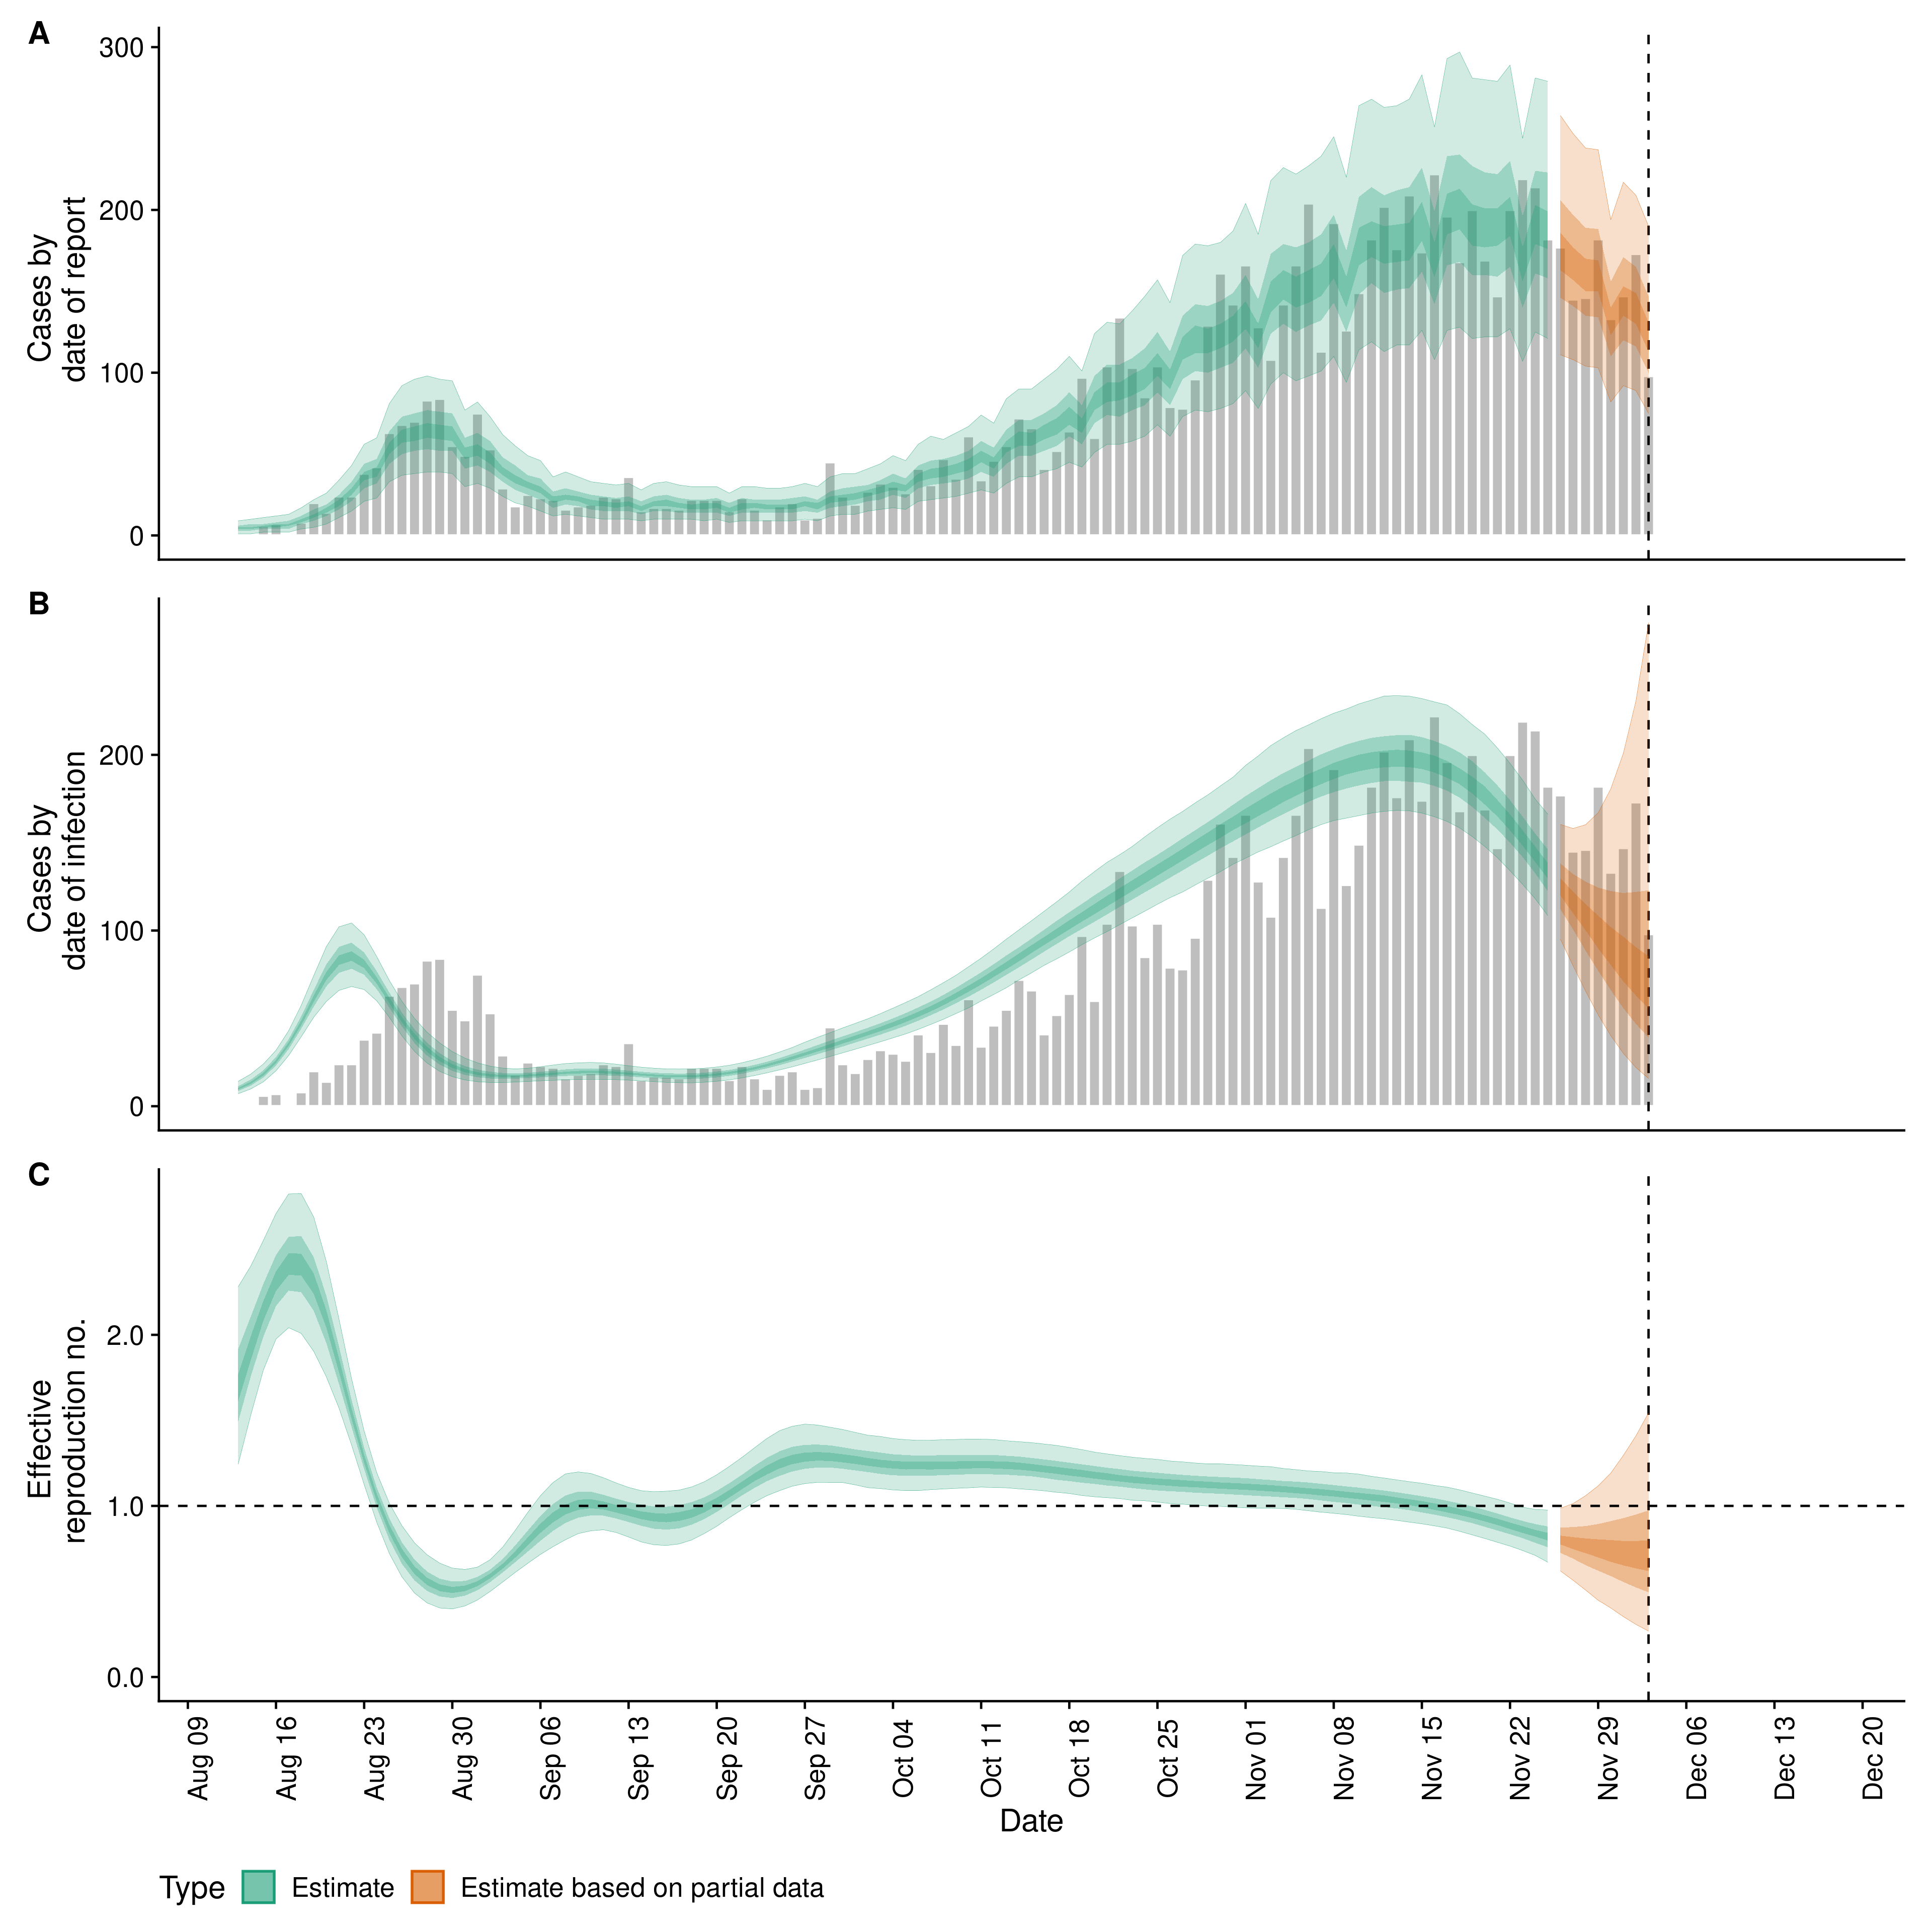 A
Cases by
date of report
300
200
100
0
B
Cases by
date of infection
200
100
0
C
Effective
reproduction no.
2.0
1.0
0.0
Aug 09
Aug 16
Aug 23
Aug 30
Sep 06
Sep 13
Sep 20
Sep 27
Oct 04
Oct 11
Oct 18
Oct 25
Nov 01
Nov 08
Nov 15
Nov 22
Nov 29
Dec 06
Dec 13
Dec 20
Date
Type Estimate Estimate based on partial data